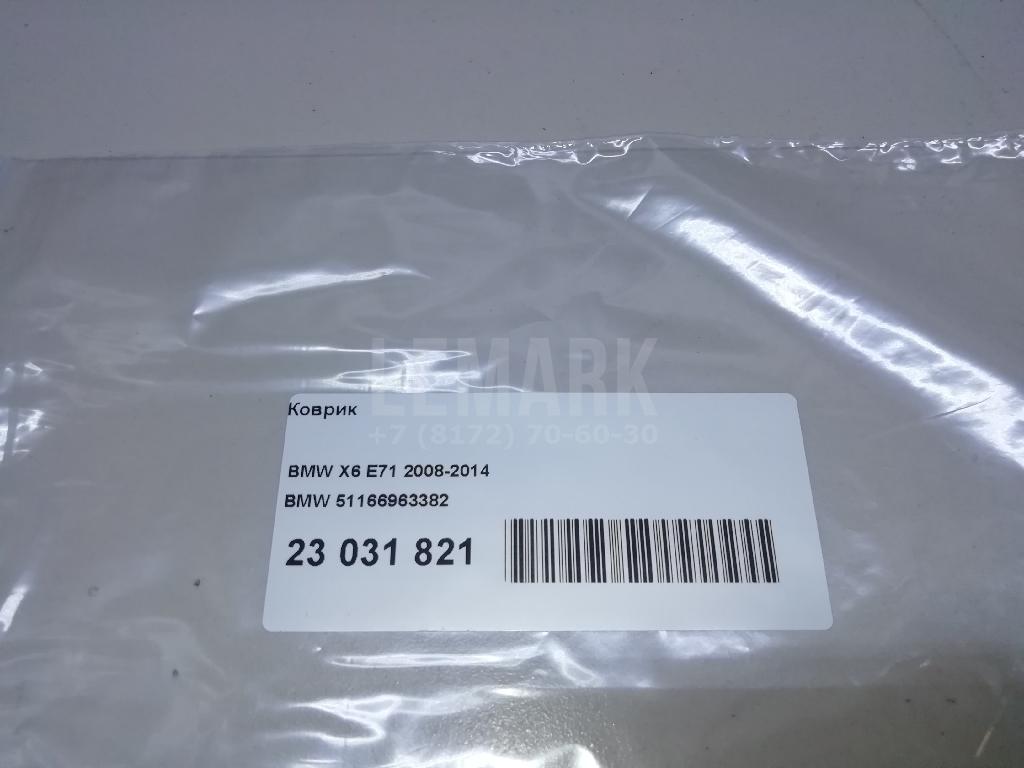 LEMARK
Коврик
+7 (8172) 70-60-30
BMW X6 E71 2008-2014
BMW 51166963382
23 031 821